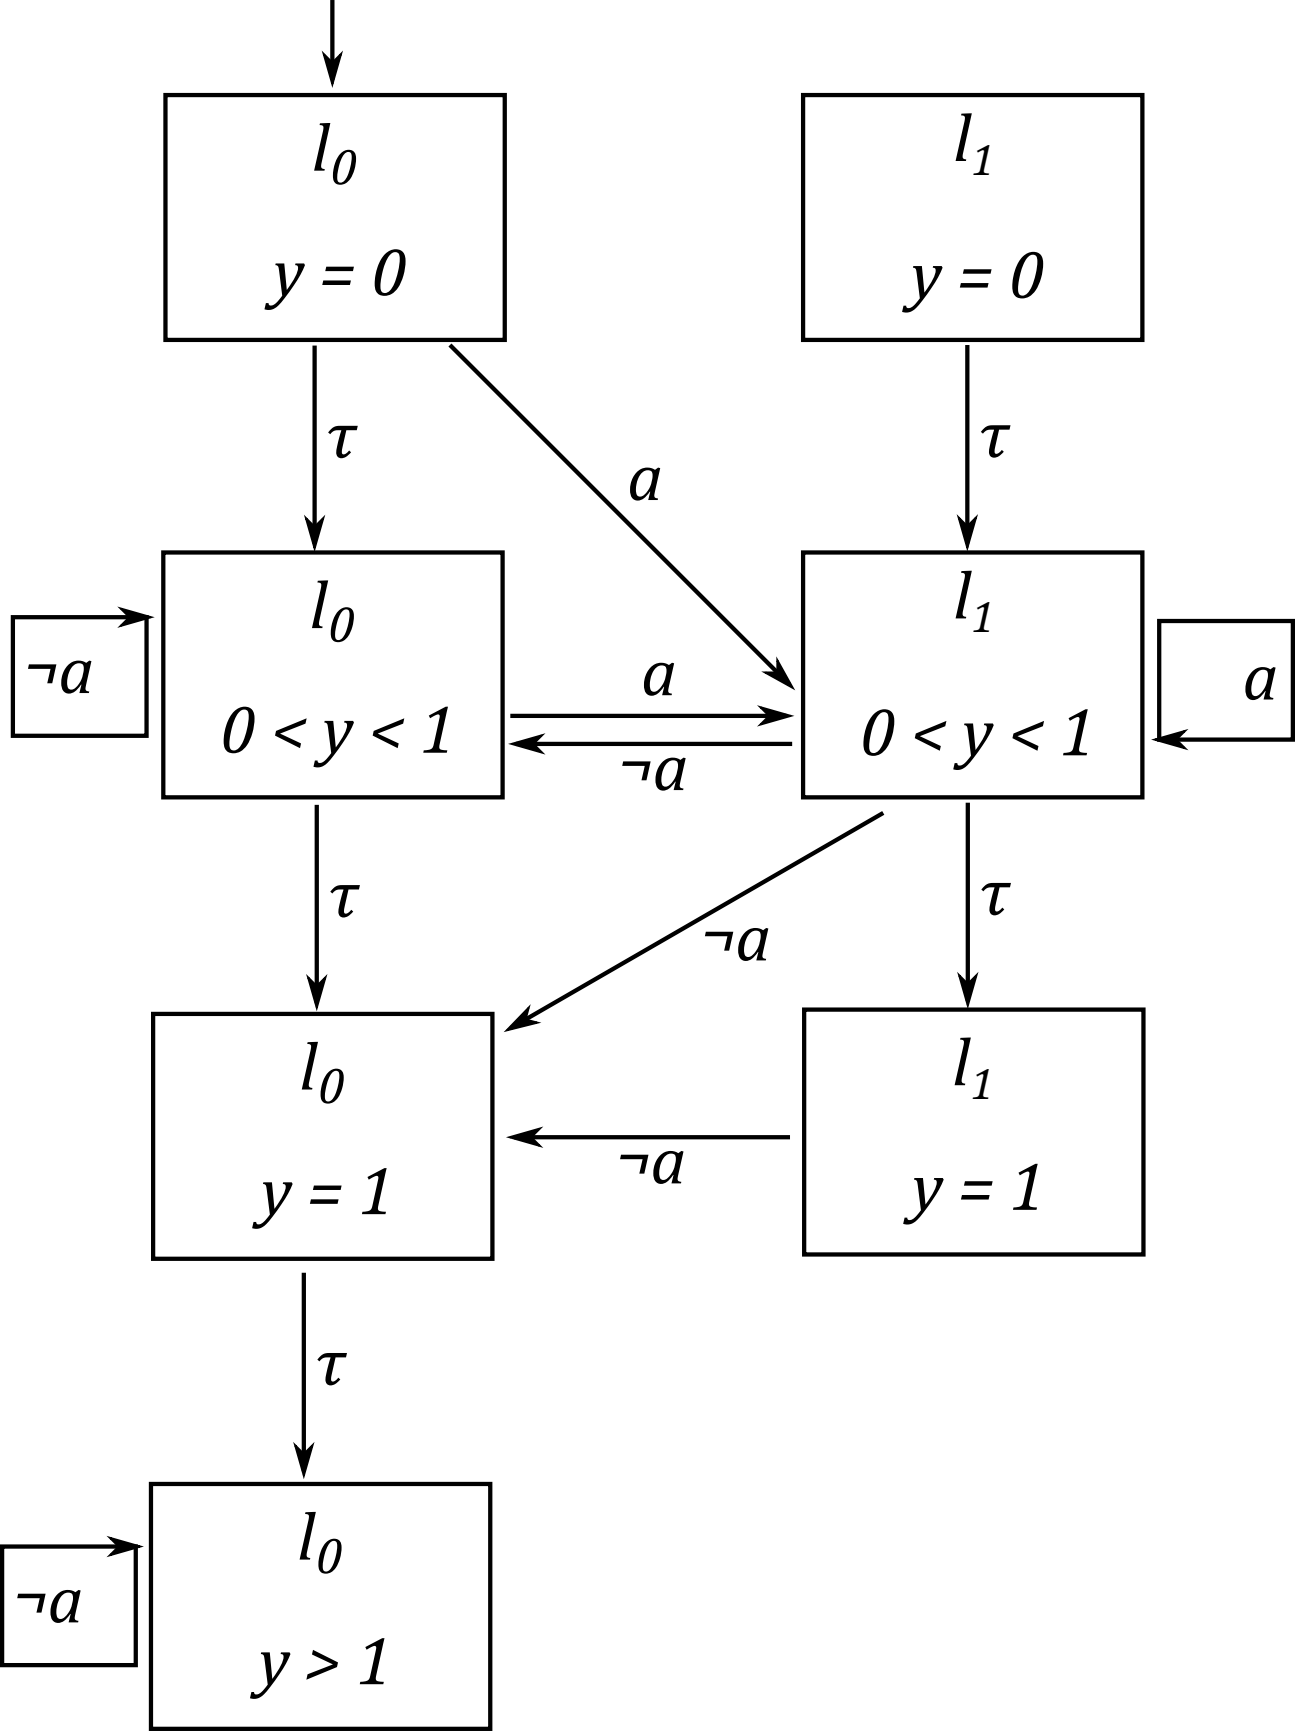 l₀
y = 0
l₁
y = 0
τ
τ
a
l₀
0 < y < 1
l₁
0 < y < 1
¬a
a
a
¬a
τ
τ
¬a
l₀
y = 1
l₁
y = 1
¬a
τ
l₀
y > 1
¬a